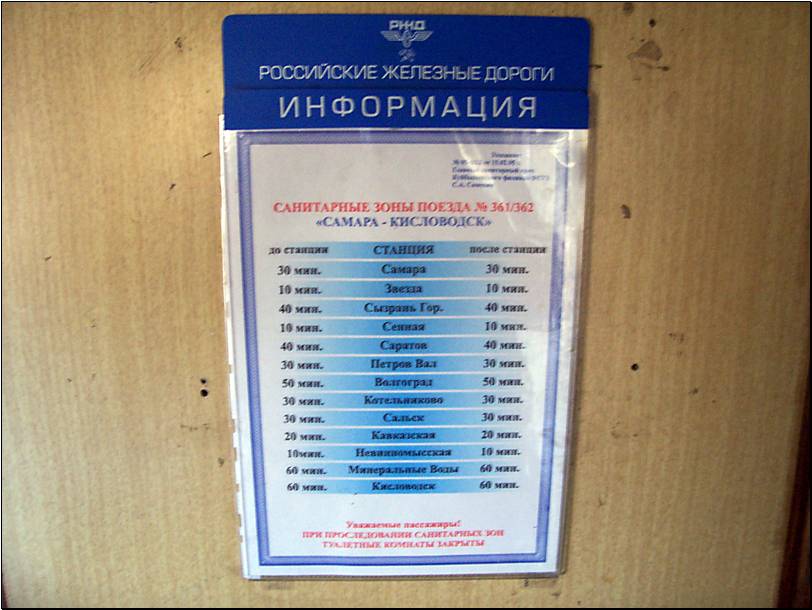 РЖД
РОССИЙСКИЕ ЖЕЛЕЗНЫЕ ДОРОГИ
ИНФОРМАЦИЯ
САНИТАРНЫЕ ЗОНЫ ПОЕЗДА № 361/362
«САМАРА - КИСЛОВОДСК»
до станции СТАНЦИЯ после станции
30 мин. Самара 30 мин.
10 мин. Звезда 10 мин.
40 мин. Сызрань Гор. 40 мин.
10 мин. Сенная 10 мин.
40 мин. Саратов 40 мин.
30 мин. Петров Вал 30 мин.
50 мин. Волгоград 50 мин.
30 мин. Котельниково 30 мин.
30 мин. Сальск 30 мин.
20 мин. Кавказская 20 мин.
10мин. Невинномысская 10 мин.
60 мин. Минеральные Воды 60 мин.
60 мин. Кисловодск 60 мин.
Уважаемые пассажиры!
ПРИ ПРОСЛЕДОВАНИИ САНИТАРНЫХ ЗОН
ТУАЛЕТНЫЕ КОМНАТЫ ЗАКРЫТЫ